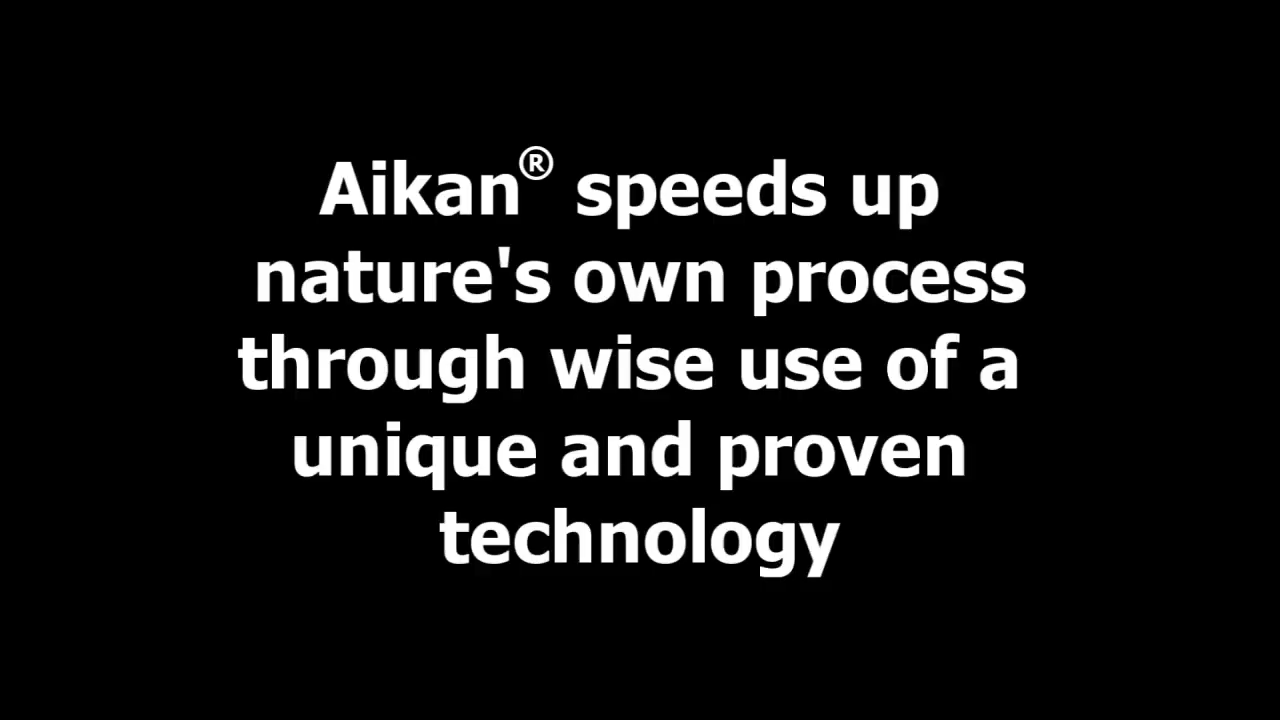 Aikan® speeds up
nature's own process
through wise use of a
unique and proven
technology